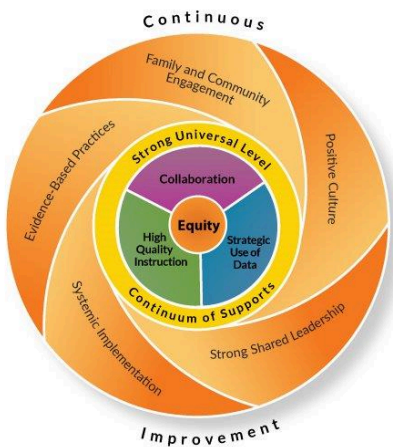 Continuous
Family and Community
Engagement
Positive Culture
Evidence-Based Practices
Strong Universal Level
Collaboration
Equity
High
Quality
Instruction
Strategic
Use of
Data
Continuum of Supports
Systemic Implementation
Strong Shared Leadership
Improvement